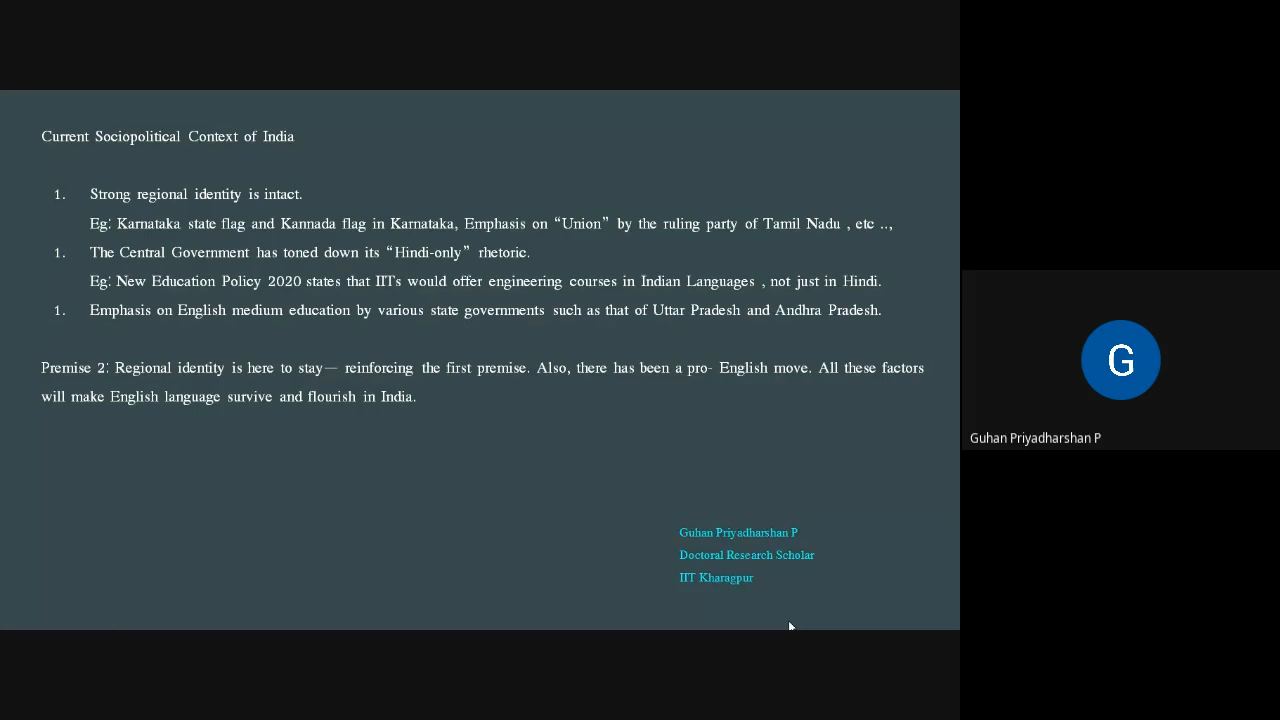 Current Sociopolitical Context of India
1. Strong regional identity is intact.
Eg: Karnataka state flag and Kannada flag in Karnataka, Emphasis on “Union” by the ruling party of Tamil Nadu , etc ..,
1. The Central Government has toned down its “Hindi-only” rhetoric.
Eg: New Education Policy 2020 states that IITs would offer engineering courses in Indian Languages , not just in Hindi.
1. Emphasis on English medium education by various state governments such as that of Uttar Pradesh and Andhra Pradesh.
Premise 2: Regional identity is here to stay— reinforcing the first premise. Also, there has been a pro- English move. All these factors
will make English language survive and flourish in India.
Guhan Priyadharshan P
Doctoral Research Scholar
IIT Kharagpur
G
Guhan Priyadharshan P